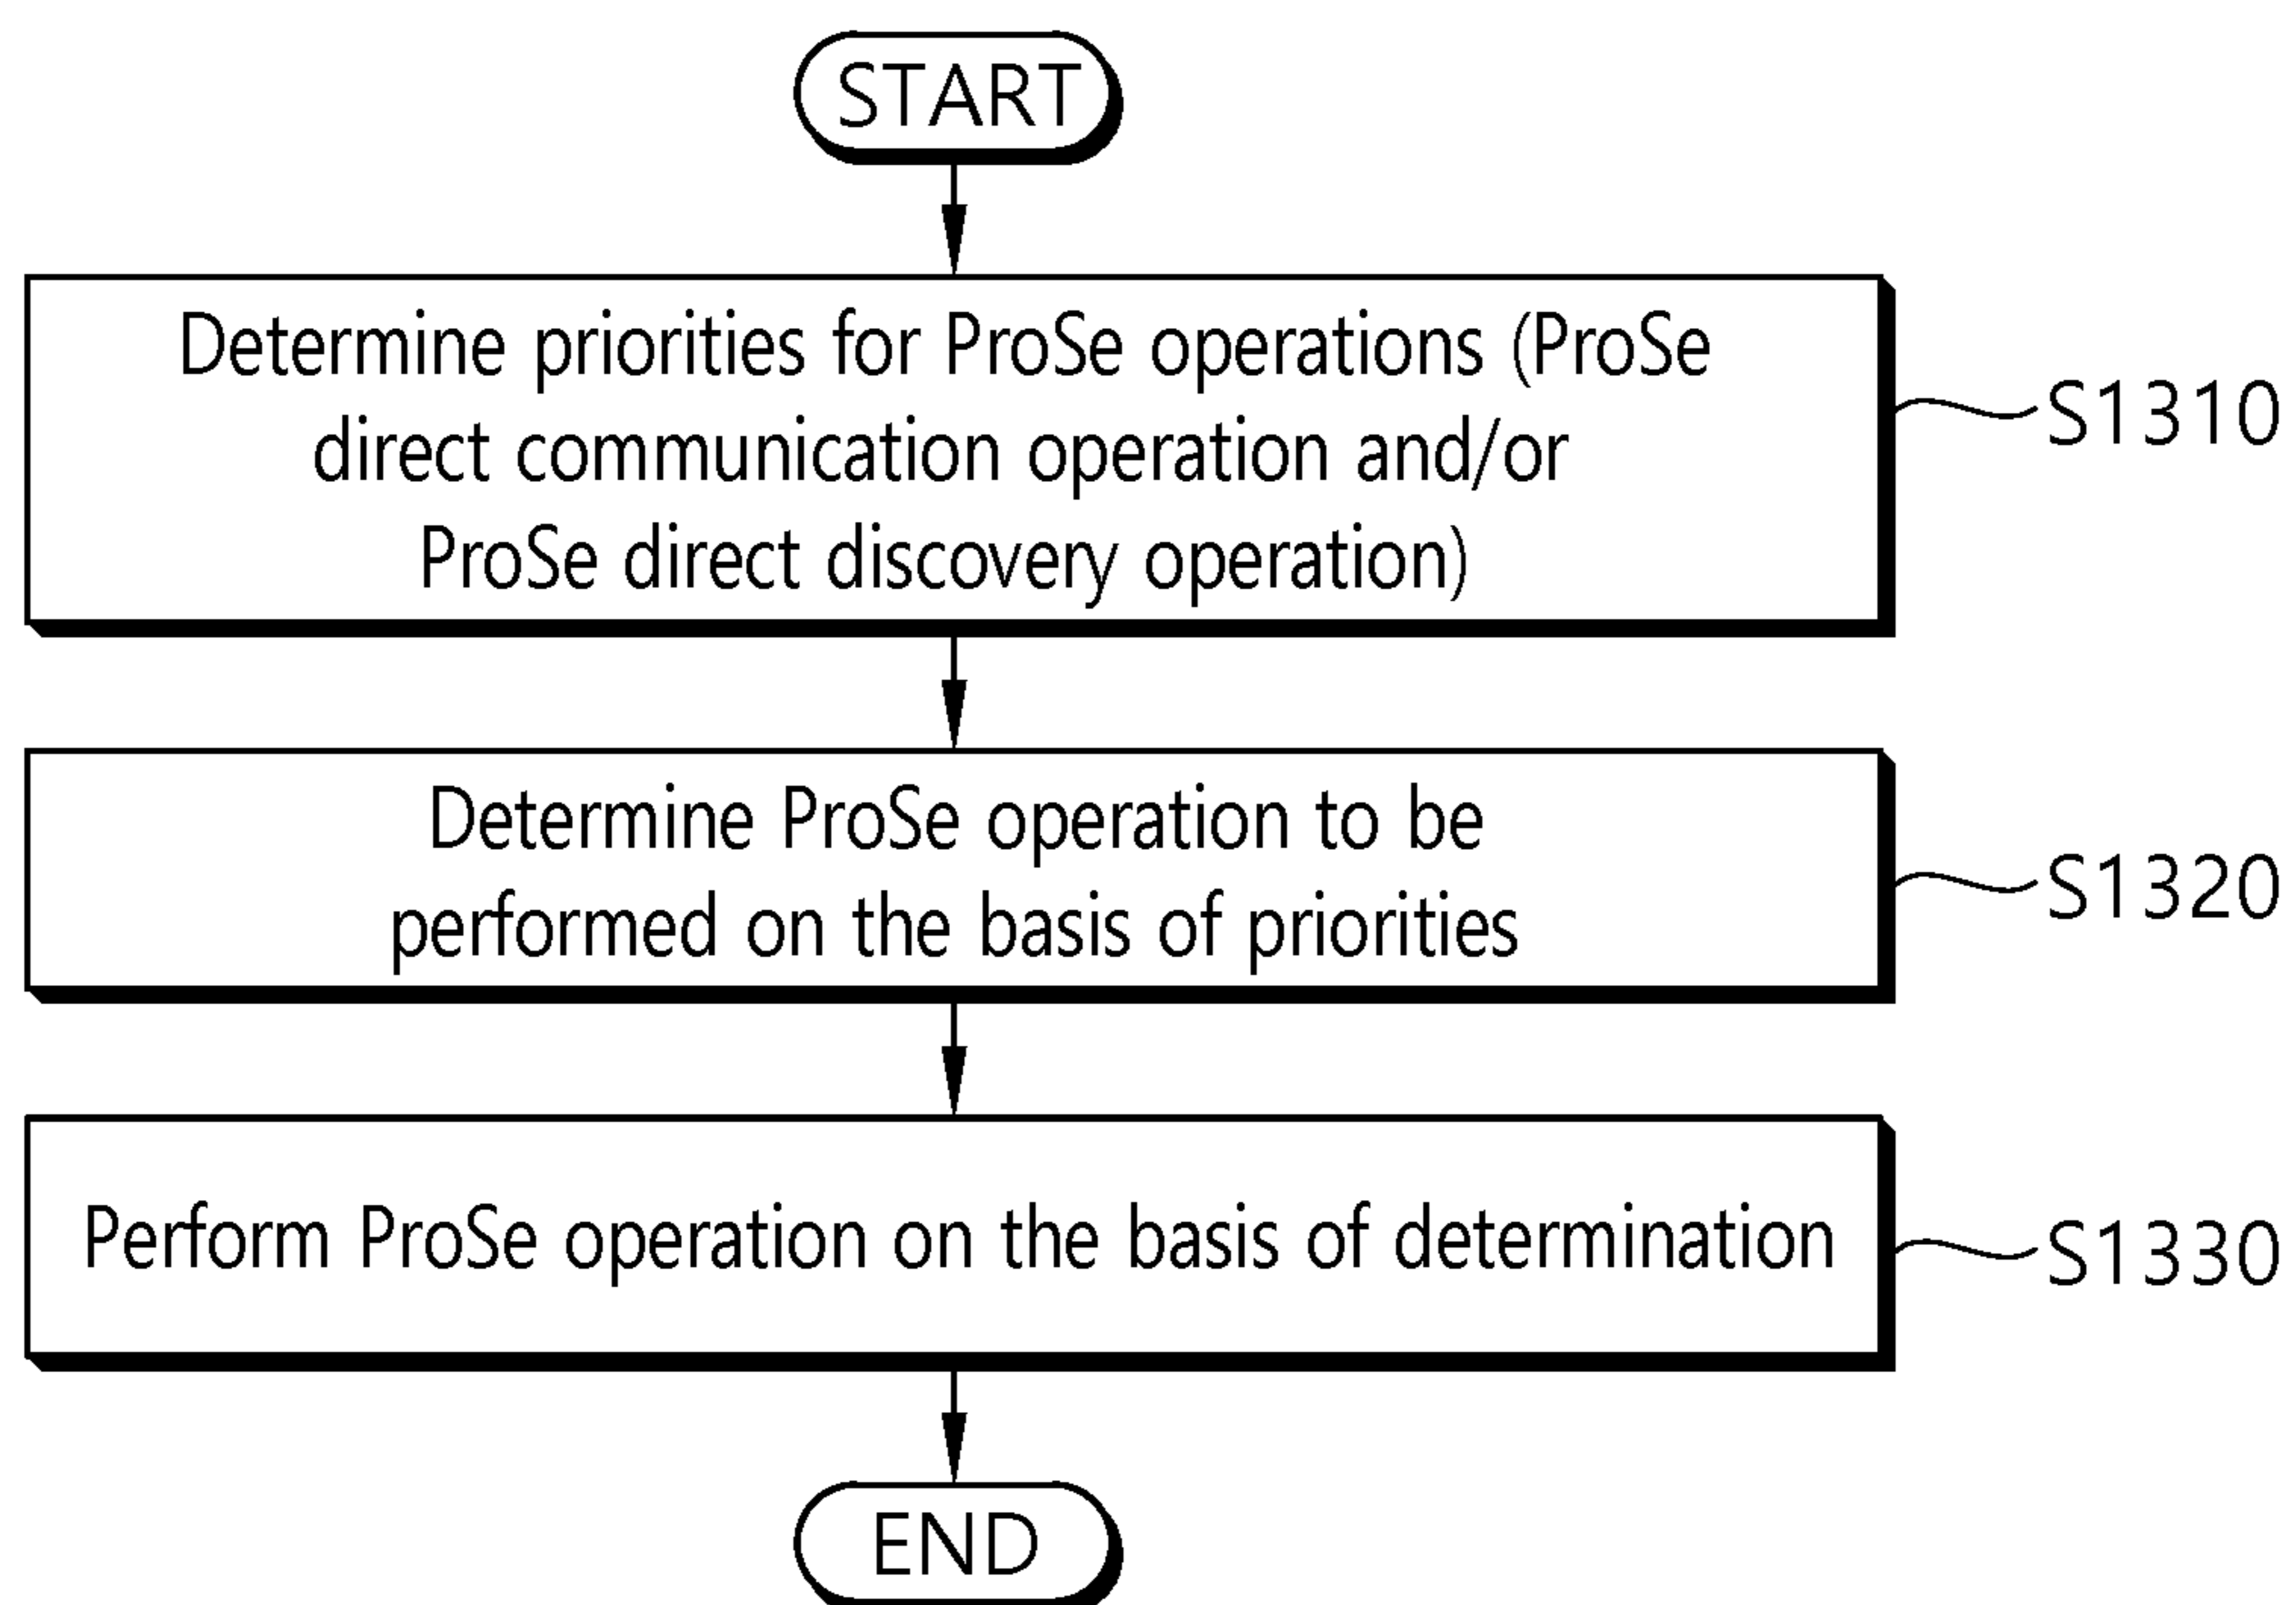 START
Determine priorities for ProSe operations (ProSe
direct communication operation and/or
ProSe direct discovery operation)
S1310
Determine ProSe operation to be
performed on the basis of priorities
S1320
Perform ProSe operation on the basis of determination
S1330
END